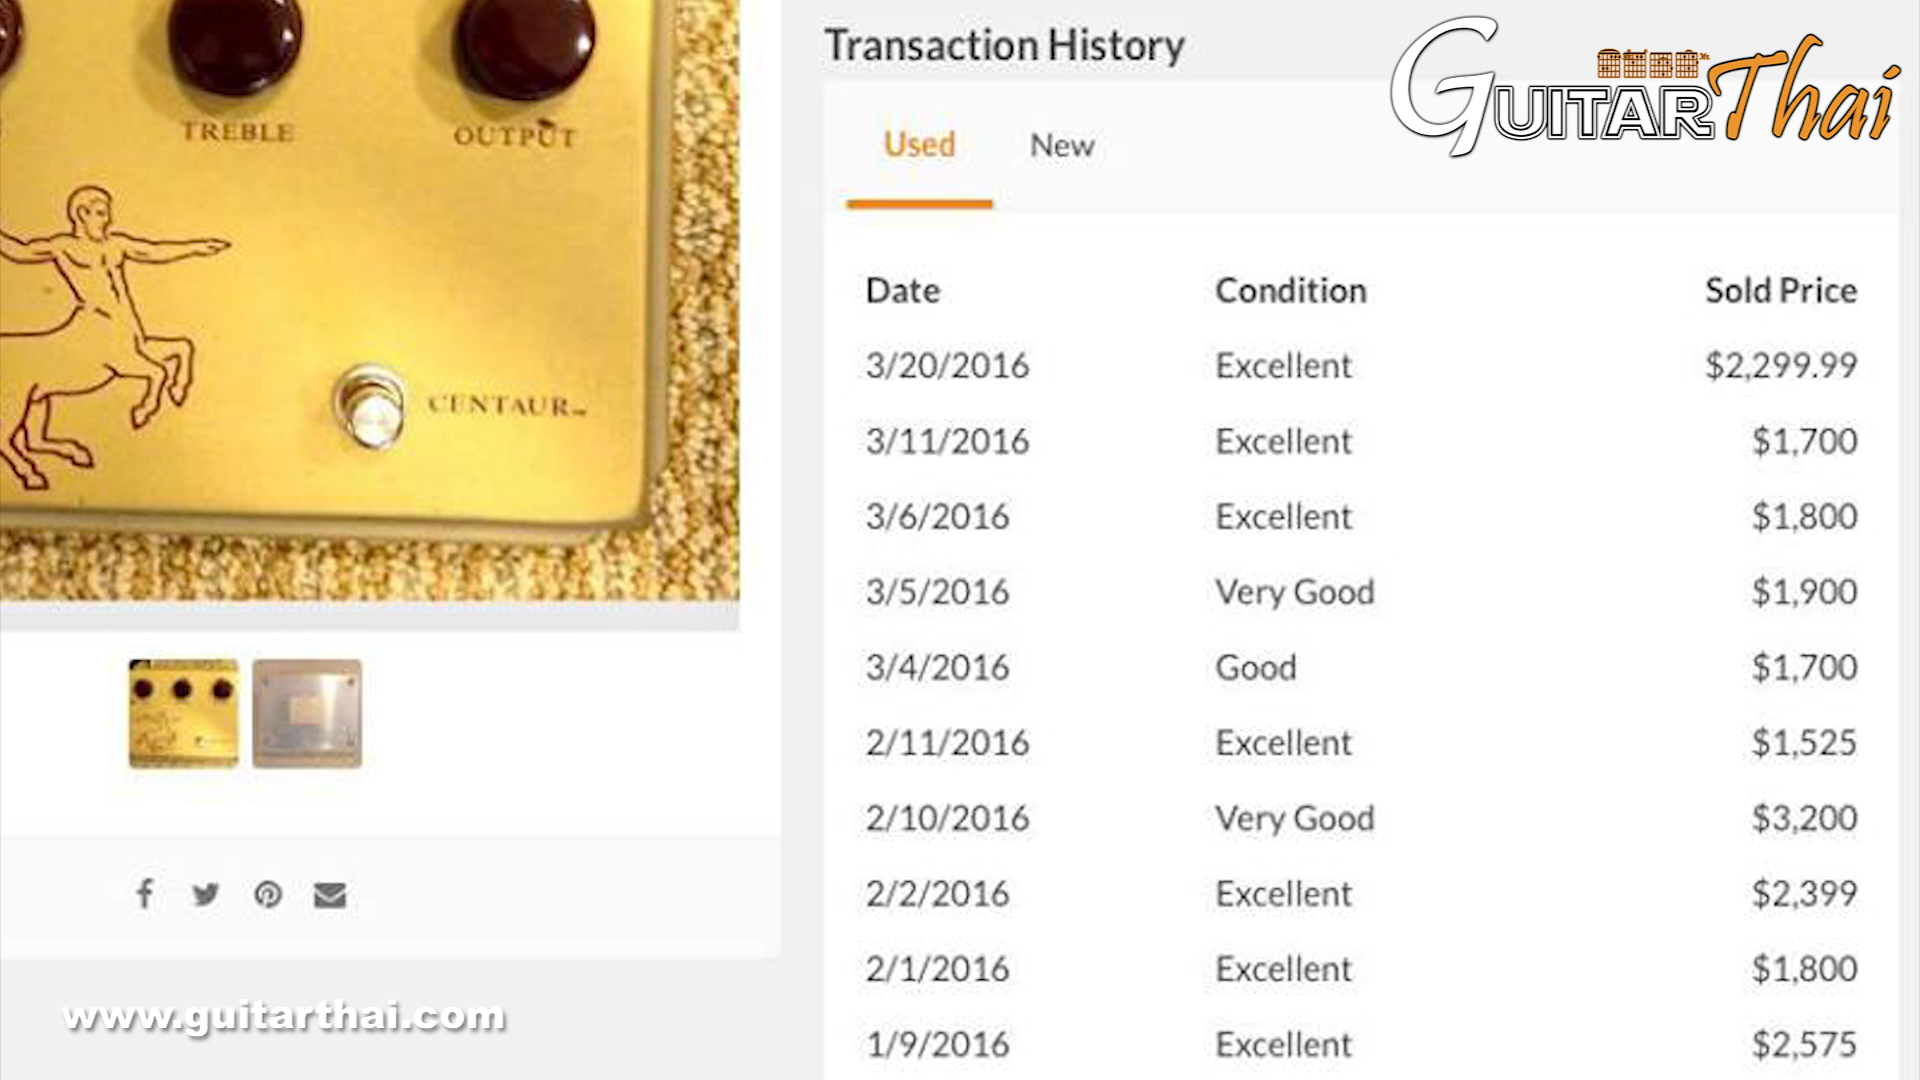 TREBLE
OUTPUT
CENTAUR™
www.guitarthai.com
GUITARThai
Transaction History
Used New
Date Condition Sold Price
3/20/2016 Excellent $2,299.99
3/11/2016 Excellent $1,700
3/6/2016 Excellent $1,800
3/5/2016 Very Good $1,900
3/4/2016 Good $1,700
2/11/2016 Excellent $1,525
2/10/2016 Very Good $3,200
2/2/2016 Excellent $2,399
2/1/2016 Excellent $1,800
1/9/2016 Excellent $2,575